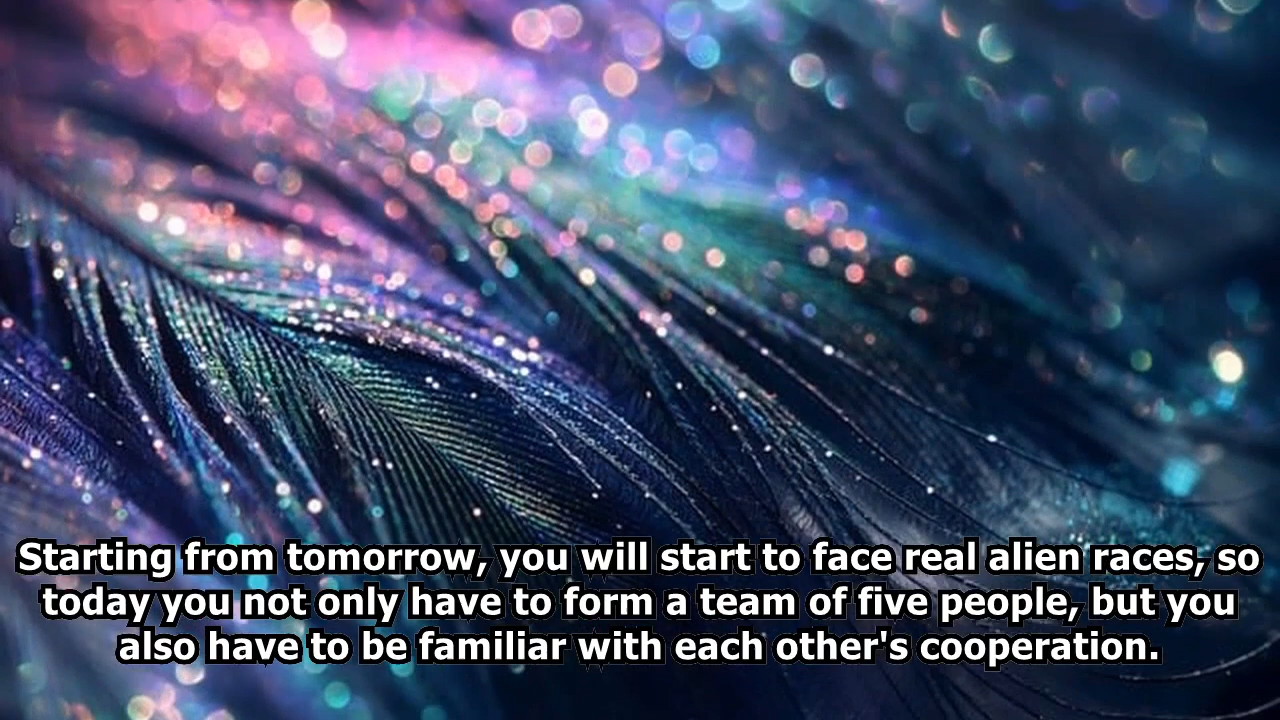 Starting from tomorrow, you will start to face real alien races, so
today you not only have to form a team of five people, but you
also have to be familiar with each other's cooperation.